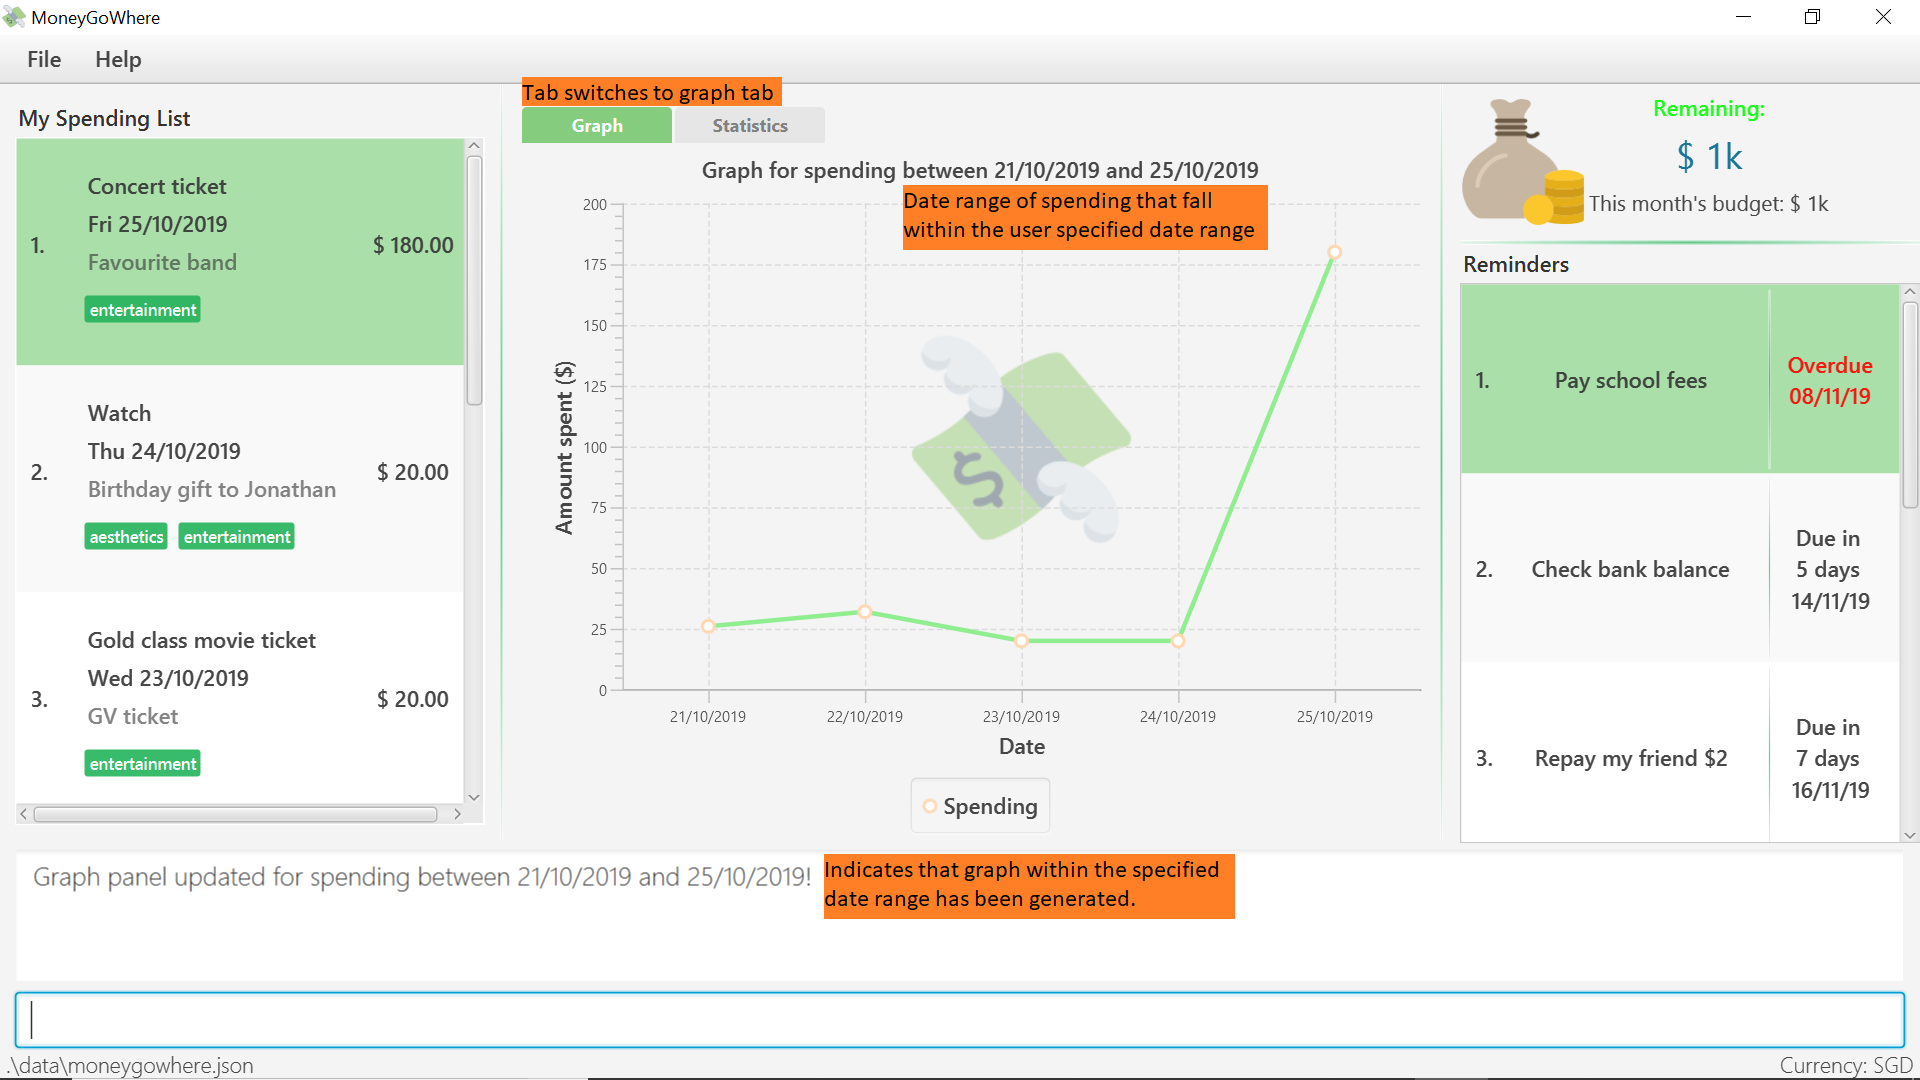 MoneyGoWhere
File
Help
My Spending List
1.
Concert ticket
Fri 25/10/2019
Favourite band
entertainment
$ 180.00
2.
Watch
Thu 24/10/2019
Birthday gift to Jonathan
aesthetics entertainment
$ 20.00
3.
Gold class movie ticket
Wed 23/10/2019
GV ticket
entertainment
$ 20.00
Tab switches to graph tab
Graph
Statistics
Graph for spending between 21/10/2019 and 25/10/2019
Date range of spending that fall
within the user specified date range
Amount spent ($)
200
175
150
125
100
75
50
25
0
21/10/2019
22/10/2019
23/10/2019
24/10/2019
25/10/2019
Date
Spending
Remaining:
$ 1k
This month's budget: $ 1k
Reminders
1.
Pay school fees
Overdue
08/11/19
2.
Check bank balance
Due in
5 days
14/11/19
3.
Repay my friend $2
Due in
7 days
16/11/19
Graph panel updated for spending between 21/10/2019 and 25/10/2019!
Indicates that graph within the specified
date range has been generated.
.\data\moneygowhere.json
Currency: SGD